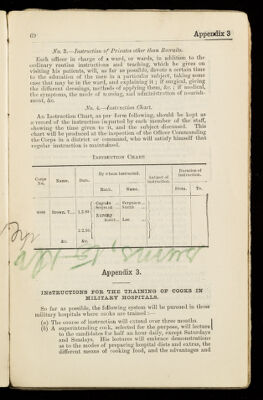 69 Appendix 3
No. 3.—Instruction of Privates other than Recruits.
Each officer in charge of a ward, or wards, in addition to the
ordinary routine instructions and teaching, which he gives on
visiting his patients, will, as far as possible, devote a certain time
to the education of the men in a particular subject, taking some
case that may be in the ward, and explaining it; if surgical, giving
the different dressings, methods of applying them, &c.; if medical,
the symptoms, the mode of nursing, and administration of nourish-
ment, &c.
No. 4.—Instruction Chart.
An Instruction Chart, as per form following, should be kept as
a record of the instruction imparted by each member of the staff,
showing the time given to it, and the subject discussed. This
chart will be produced at the inspection of the Officer Commanding
the Corps in a district, or command, who will satisfy himself that
regular instruction is maintained.
INSTRUCTION CHART
Corps No. Name. Date. By whom Instructed. Subject of Instruction. Duration of Instruction.
Rank. Name. From. To.
Captain Ferguson
Sergeant Smith
Nursing Sister Lee
&c. &c.
Appendix 3.
INSTRUCTIONS FOR THE TRAINING OF COOKS IN
MILITARY HOSPITALS.
So far as possible, the following system will be pursued in those
military hospitals where cooks are trained:—
(a) The course of instruction will extend over three months.
(b) A superintending cook, selected for the purpose, will lecture
to the candidates for half an hour daily, except Saturdays
and Sundays. His lectures will embrace demonstrations
as to the modes of preparing hospital diets and extras, the
different means of cooking food, and the advantages and